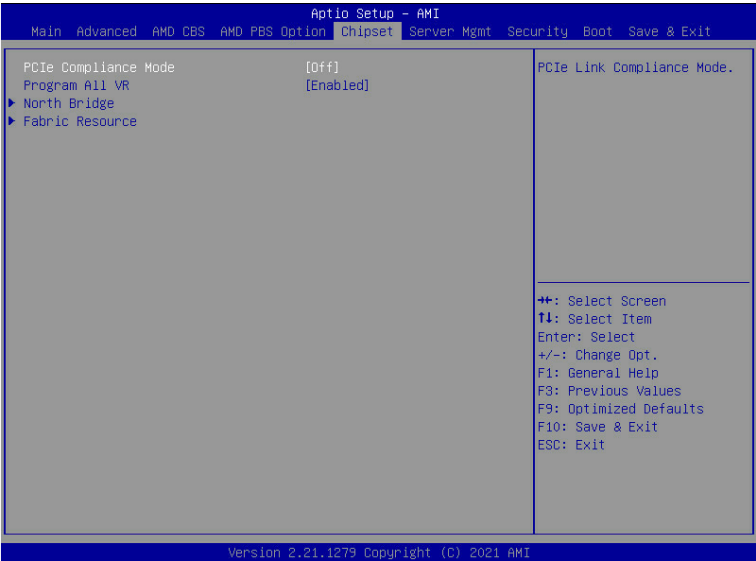 Aptio Setup – AMI
Main Advanced AMD CBS AMD PBS Option Chipset Server Mgmt Security Boot Save & Exit
PCIe Compliance Mode [Off]
Program All VR [Enabled]
North Bridge
Fabric Resource
PCIe Link Compliance Mode.
→←: Select Screen
↑↓: Select Item
Enter: Select
+/-: Change Opt.
F1: General Help
F3: Previous Values
F9: Optimized Defaults
F10: Save & Exit
ESC: Exit
Version 2.21.1279 Copyright (C) 2021 AMI